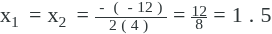 x₁ = x₂ = - ( - 12 ) / 2 ( 4 ) = 12/8 = 1 . 5